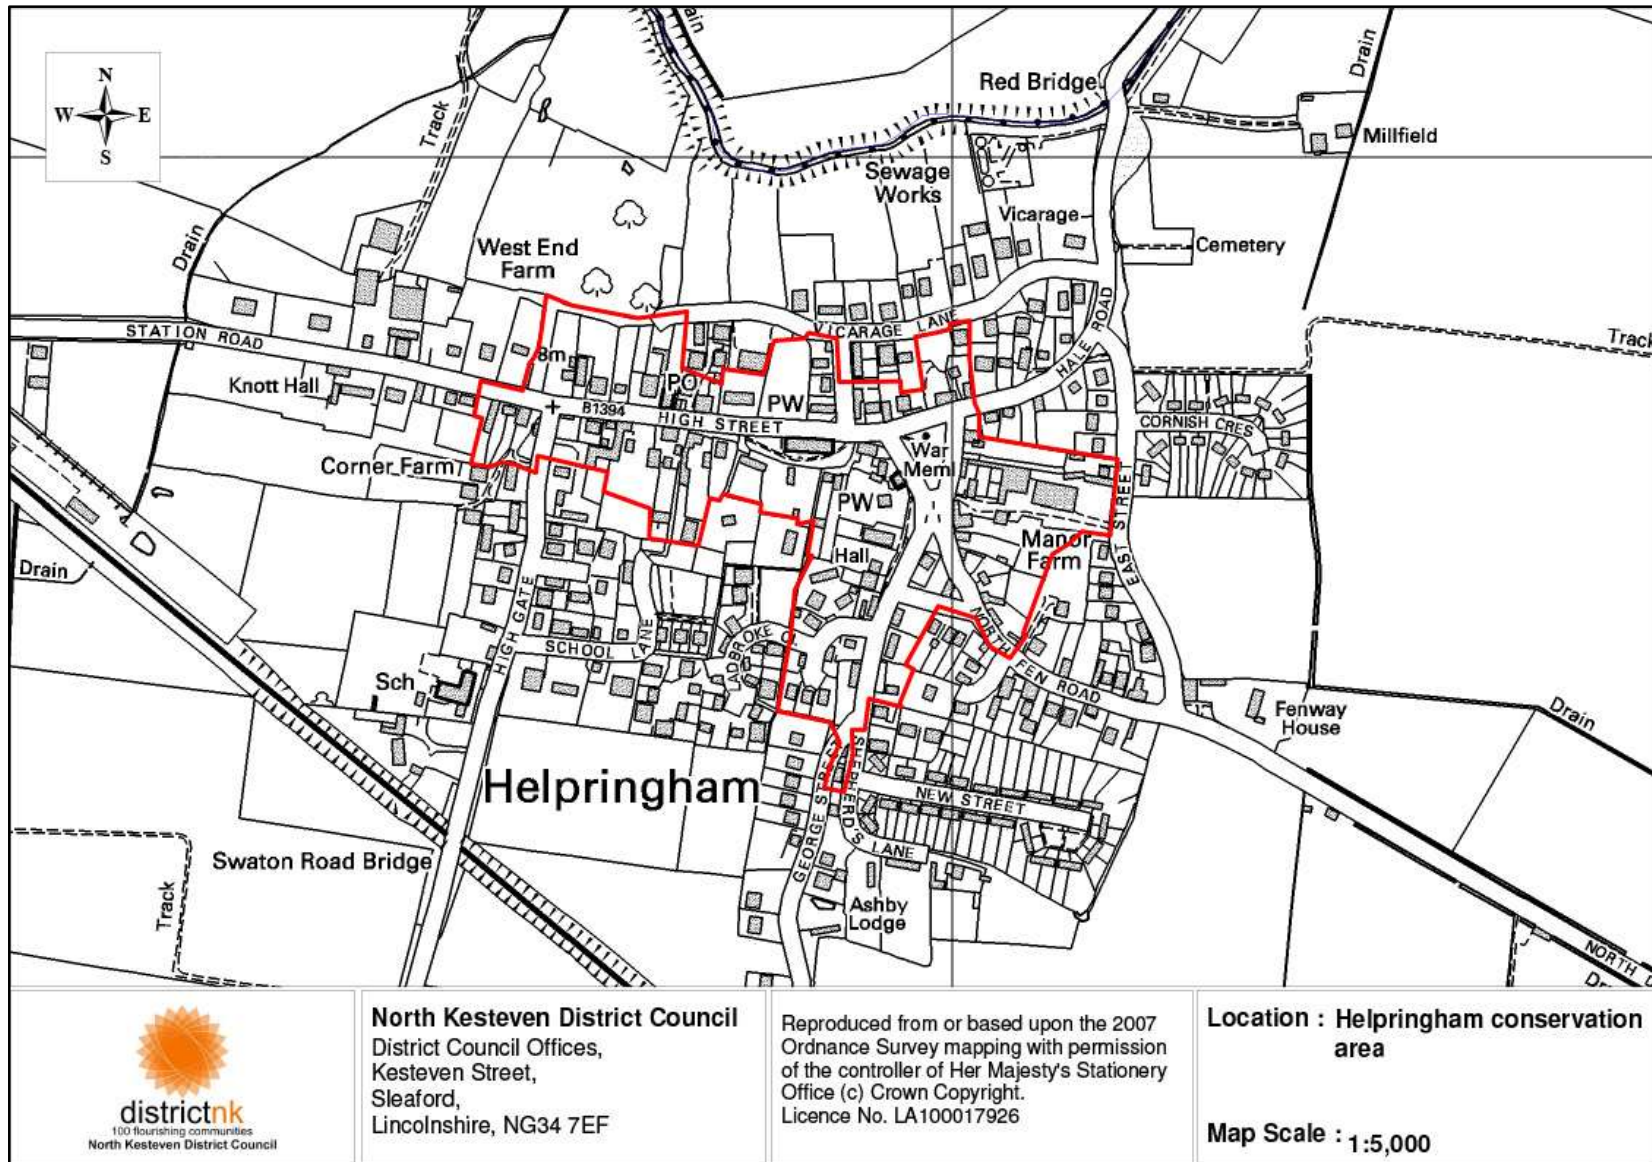 N
W E
S
Drain
Drain
Red Bridge
Track
Millfield
Sewage
Works
Vicarage
Cemetery
West End
Farm
Drain
STATION ROAD
VICARAGE LANE
HALE ROAD
Track
8m
Knott Hall
PO
PW
B1394
HIGH STREET
CORNISH CRES
War
Meml
Corner Farm
PW
EAST STREET
Manor
Farm
Hall
Drain
HIGH GATE
SCHOOL LANE
LADBROKE C
NORTH FEN ROAD
Sch
Fenway
House
Drain
Helpringham
GEORGE STREET
SHEPHERD'S LANE
NEW STREET
Swaton Road Bridge
Track
Ashby
Lodge
NORTH D
Dr
districtnk
100 flourishing communities
North Kesteven District Council
North Kesteven District Council
District Council Offices,
Kesteven Street,
Sleaford,
Lincolnshire, NG34 7EF
Reproduced from or based upon the 2007
Ordnance Survey mapping with permission
of the controller of Her Majesty's Stationery
Office (c) Crown Copyright.
Licence No. LA100017926
Location : Helpringham conservation
area
Map Scale : 1:5,000